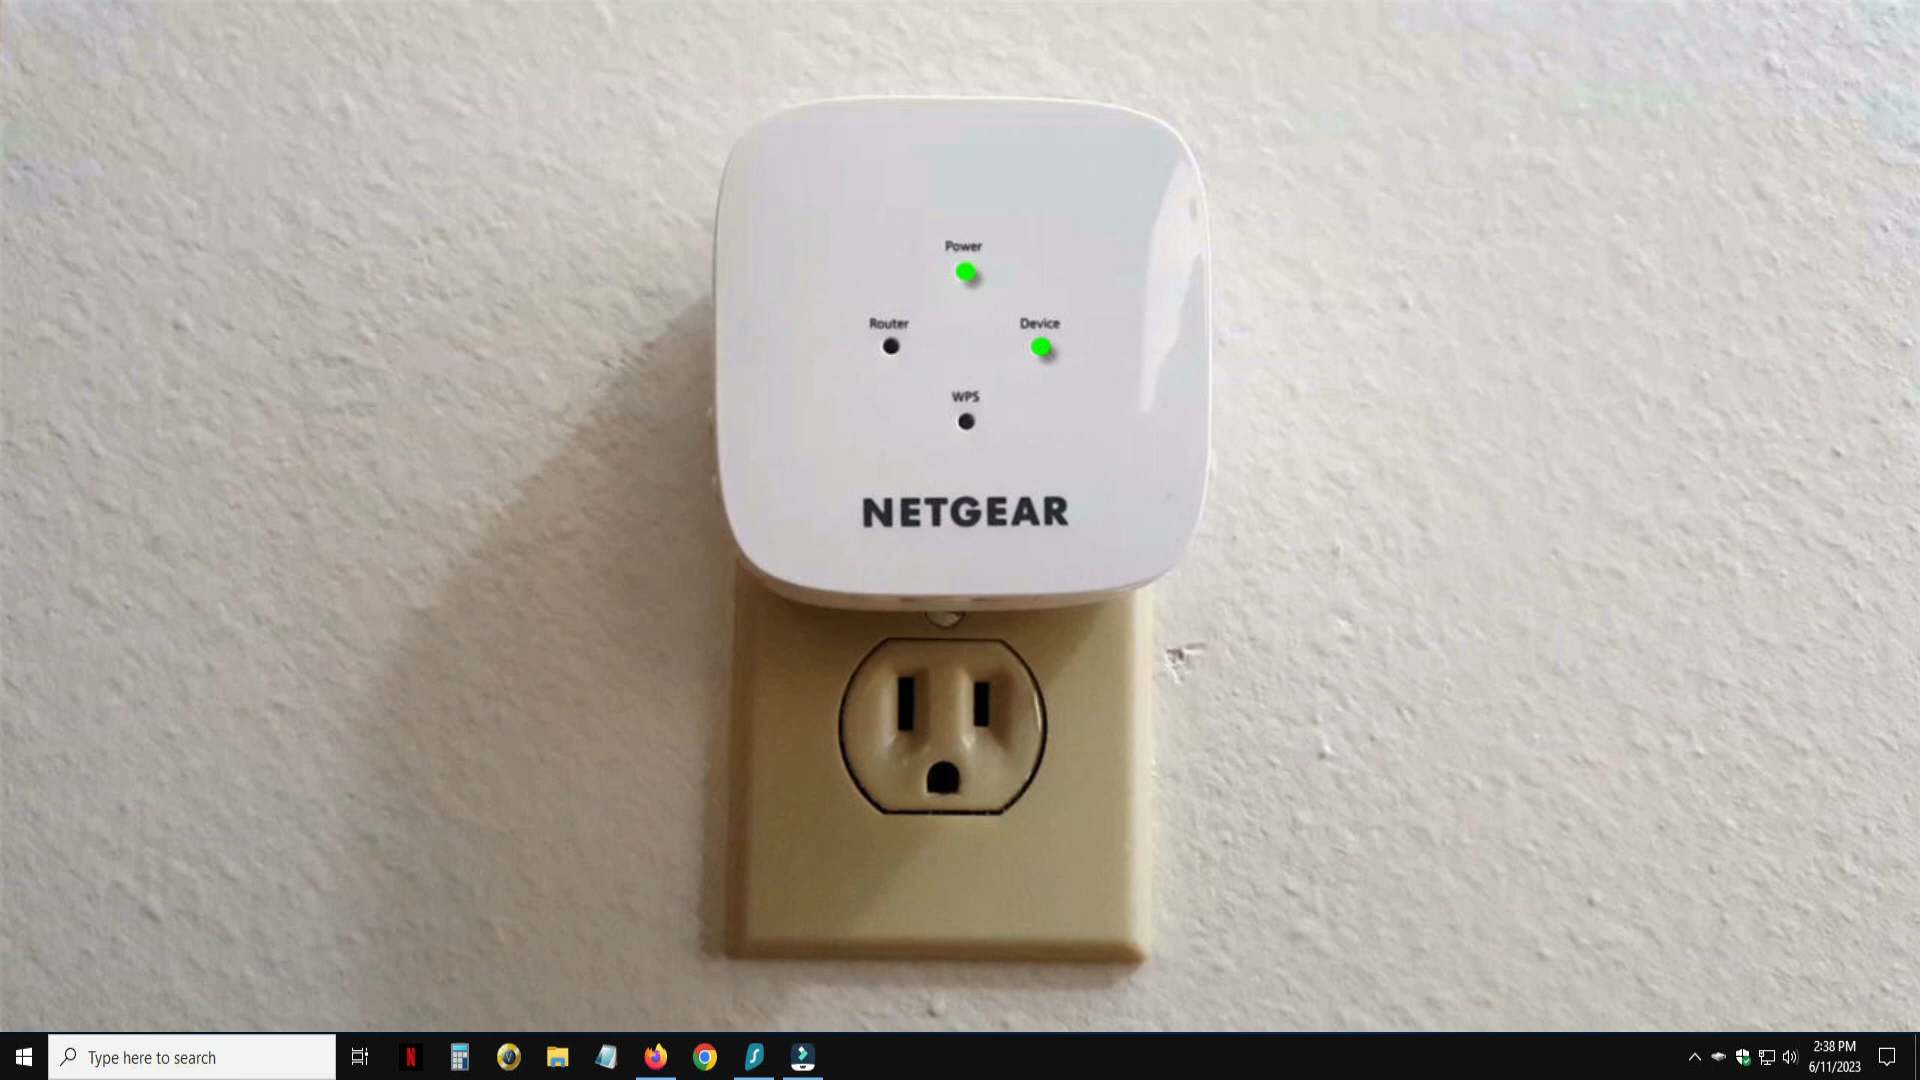 Power
Router
Device
WPS
NETGEAR
Type here to search
2:38 PM
6/11/2023